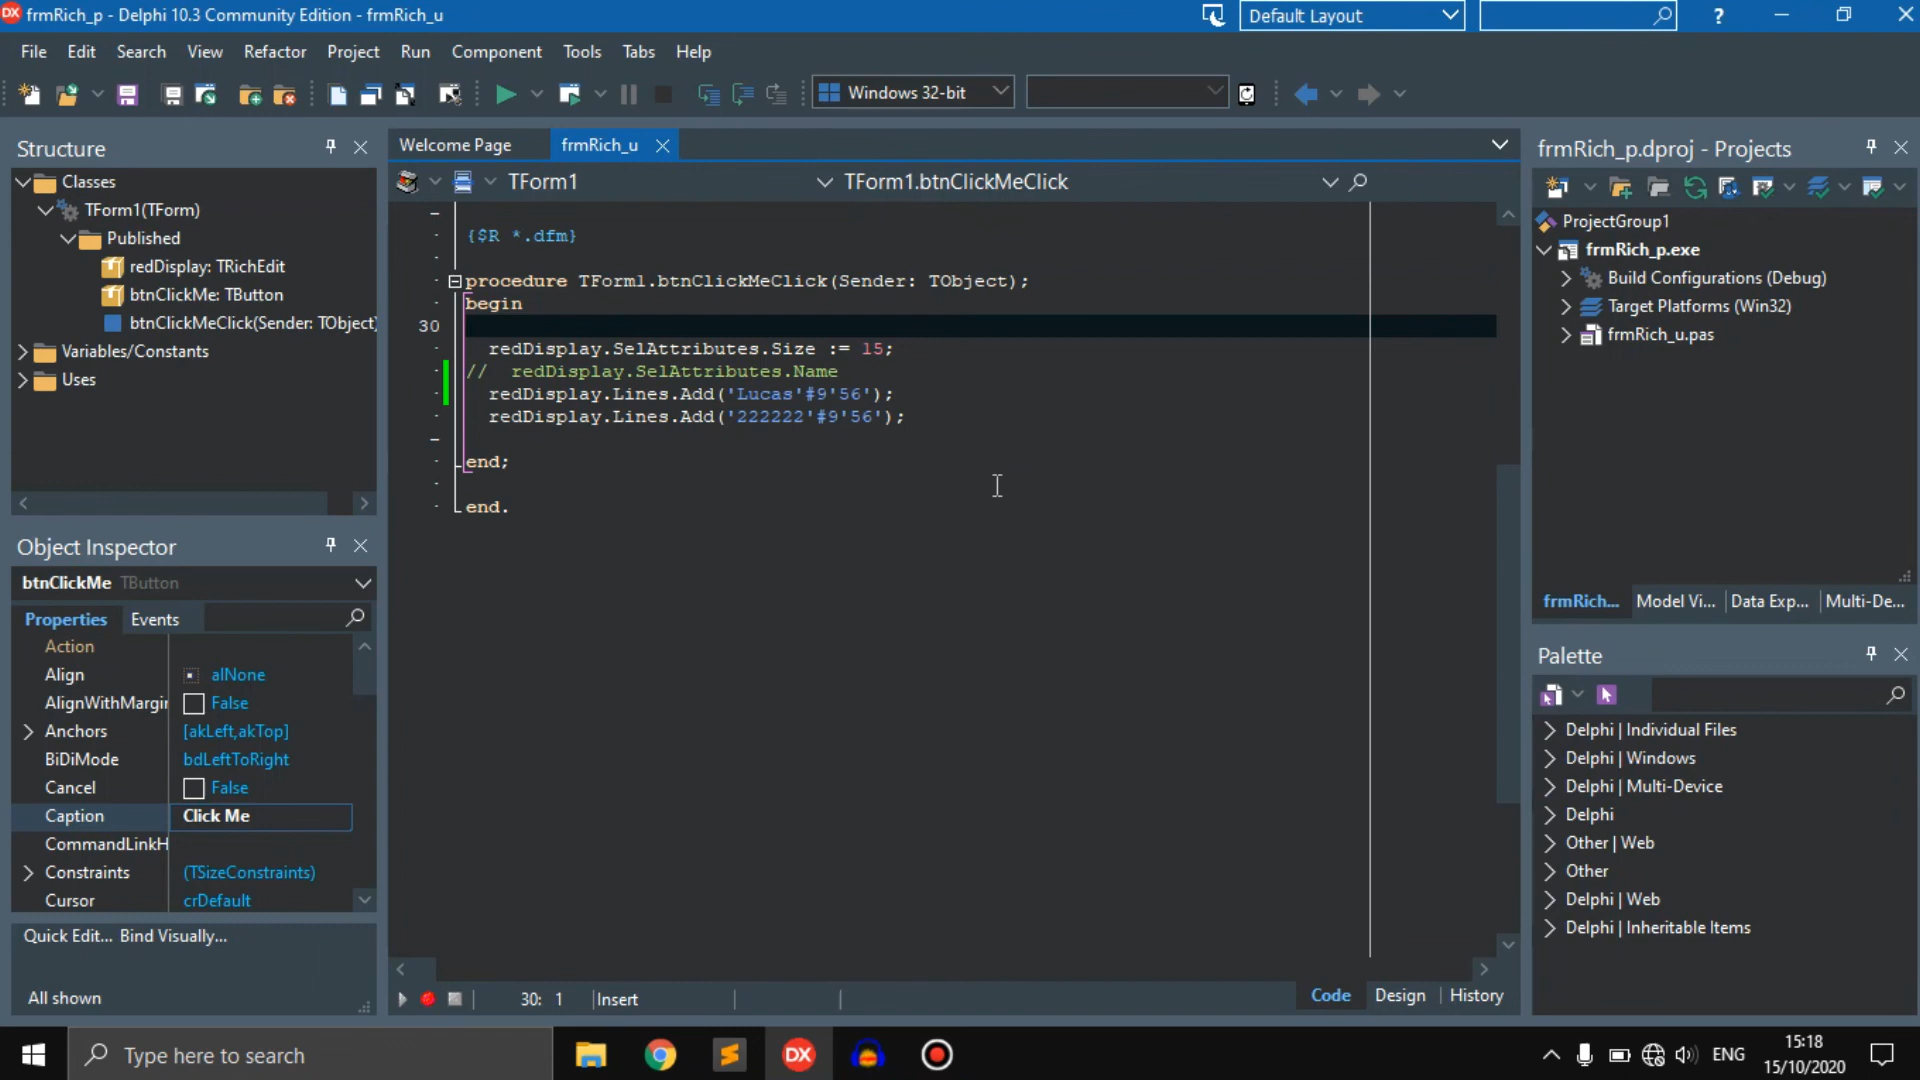 DX frmRich_p - Delphi 10.3 Community Edition - frmRich_u
Default Layout
?
File Edit Search View Refactor Project Run Component Tools Tabs Help
Windows 32-bit
Structure
Classes
TForm1(TForm)
Published
redDisplay: TRichEdit
btnClickMe: TButton
btnClickMeClick(Sender: TObject)
Variables/Constants
Uses
Object Inspector
btnClickMe TButton
Properties Events
Action
Align alNone
AlignWithMargin False
Anchors [akLeft,akTop]
BiDiMode bdLeftToRight
Cancel False
Caption Click Me
CommandLinkH
Constraints (TSizeConstraints)
Cursor crDefault
Quick Edit... Bind Visually...
All shown
Welcome Page frmRich_u
TForm1 TForm1.btnClickMeClick
{$R *.dfm}
procedure TForm1.btnClickMeClick(Sender: TObject);
begin
30
redDisplay.SelAttributes.Size := 15;
// redDisplay.SelAttributes.Name
redDisplay.Lines.Add('Lucas'#9'56');
redDisplay.Lines.Add('222222'#9'56');
end;
end.
30: 1 Insert
Code Design History
frmRich_p.dproj - Projects
ProjectGroup1
frmRich_p.exe
Build Configurations (Debug)
Target Platforms (Win32)
frmRich_u.pas
frmRich... Model Vi... Data Exp... Multi-De...
Palette
Delphi | Individual Files
Delphi | Windows
Delphi | Multi-Device
Delphi
Other | Web
Other
Delphi | Web
Delphi | Inheritable Items
Type here to search
DX
ENG
15:18
15/10/2020